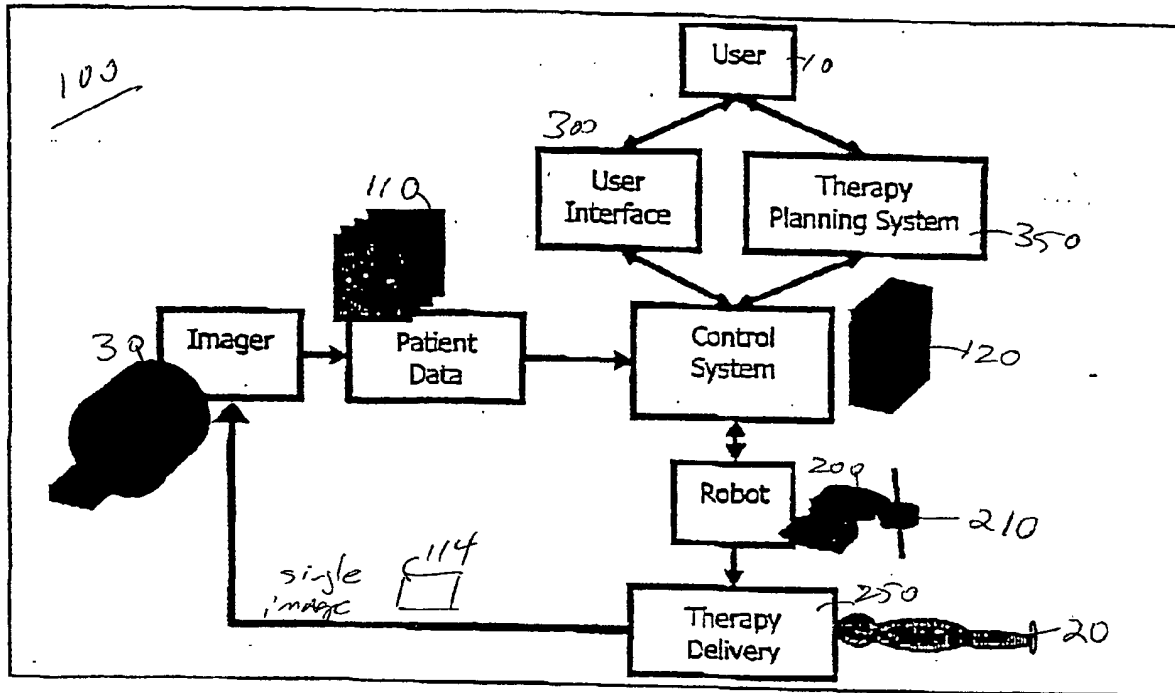 100
User
10
300
User
Interface
Therapy
Planning System
350
110
30
Imager
Patient
Data
Control
System
120
200
Robot
210
single
image
114
250
Therapy
Delivery
20